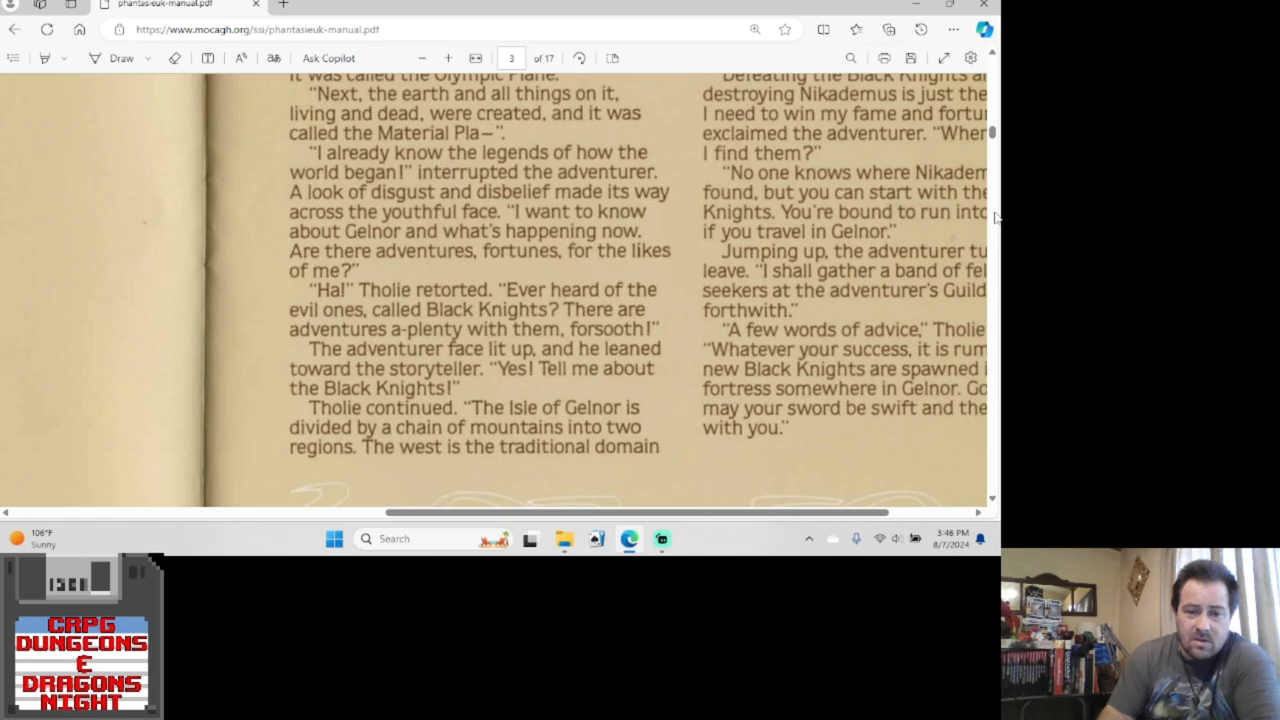 phantasieuk-manual.pdf
https://www.mocagh.org/ssi/phantasieuk-manual.pdf
Draw
Ask Copilot
3 of 17
It was called the Olympic Plane.
"Next, the earth and all things on it,
living and dead, were created, and it was
called the Material Pla–".
"I already know the legends of how the
world began!" interrupted the adventurer.
A look of disgust and disbelief made its way
across the youthful face. "I want to know
about Gelnor and what's happening now.
Are there adventures, fortunes, for the likes
of me?"
"Ha!" Tholie retorted. "Ever heard of the
evil ones, called Black Knights? There are
adventures a-plenty with them, forsooth!"
The adventurer face lit up, and he leaned
toward the storyteller. "Yes! Tell me about
the Black Knights!"
Tholie continued. "The Isle of Gelnor is
divided by a chain of mountains into two
regions. The west is the traditional domain
Defeating the Black Knights a
destroying Nikademus is just the
I need to win my fame and fortu
exclaimed the adventurer. "Wher
I find them?"
"No one knows where Nikadem
found, but you can start with the
Knights. You're bound to run into
if you travel in Gelnor."
Jumping up, the adventurer tu
leave. "I shall gather a band of fel
seekers at the adventurer's Guild
forthwith."
"A few words of advice," Tholie
"Whatever your success, it is rum
new Black Knights are spawned i
fortress somewhere in Gelnor. Go
may your sword be swift and the
with you."
106°F
Sunny
Search
3:46 PM
8/7/2024
CRPG
DUNGEONS
&
DRAGONS
NIGHT